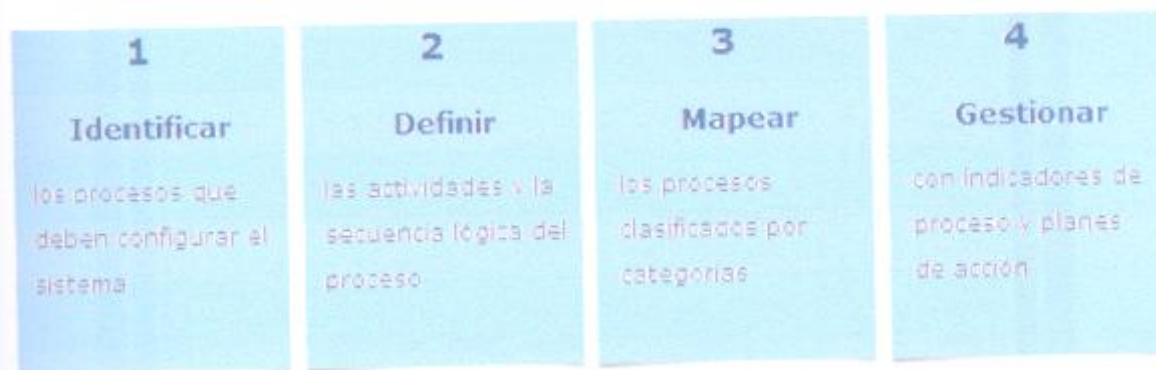 1
Identificar
los procesos que
deben configurar el
sistema
2
Definir
las actividades y la
secuencia lógica del
proceso
3
Mapear
los procesos
clasificados por
categorías
4
Gestionar
con indicadores de
proceso y planes
de acción